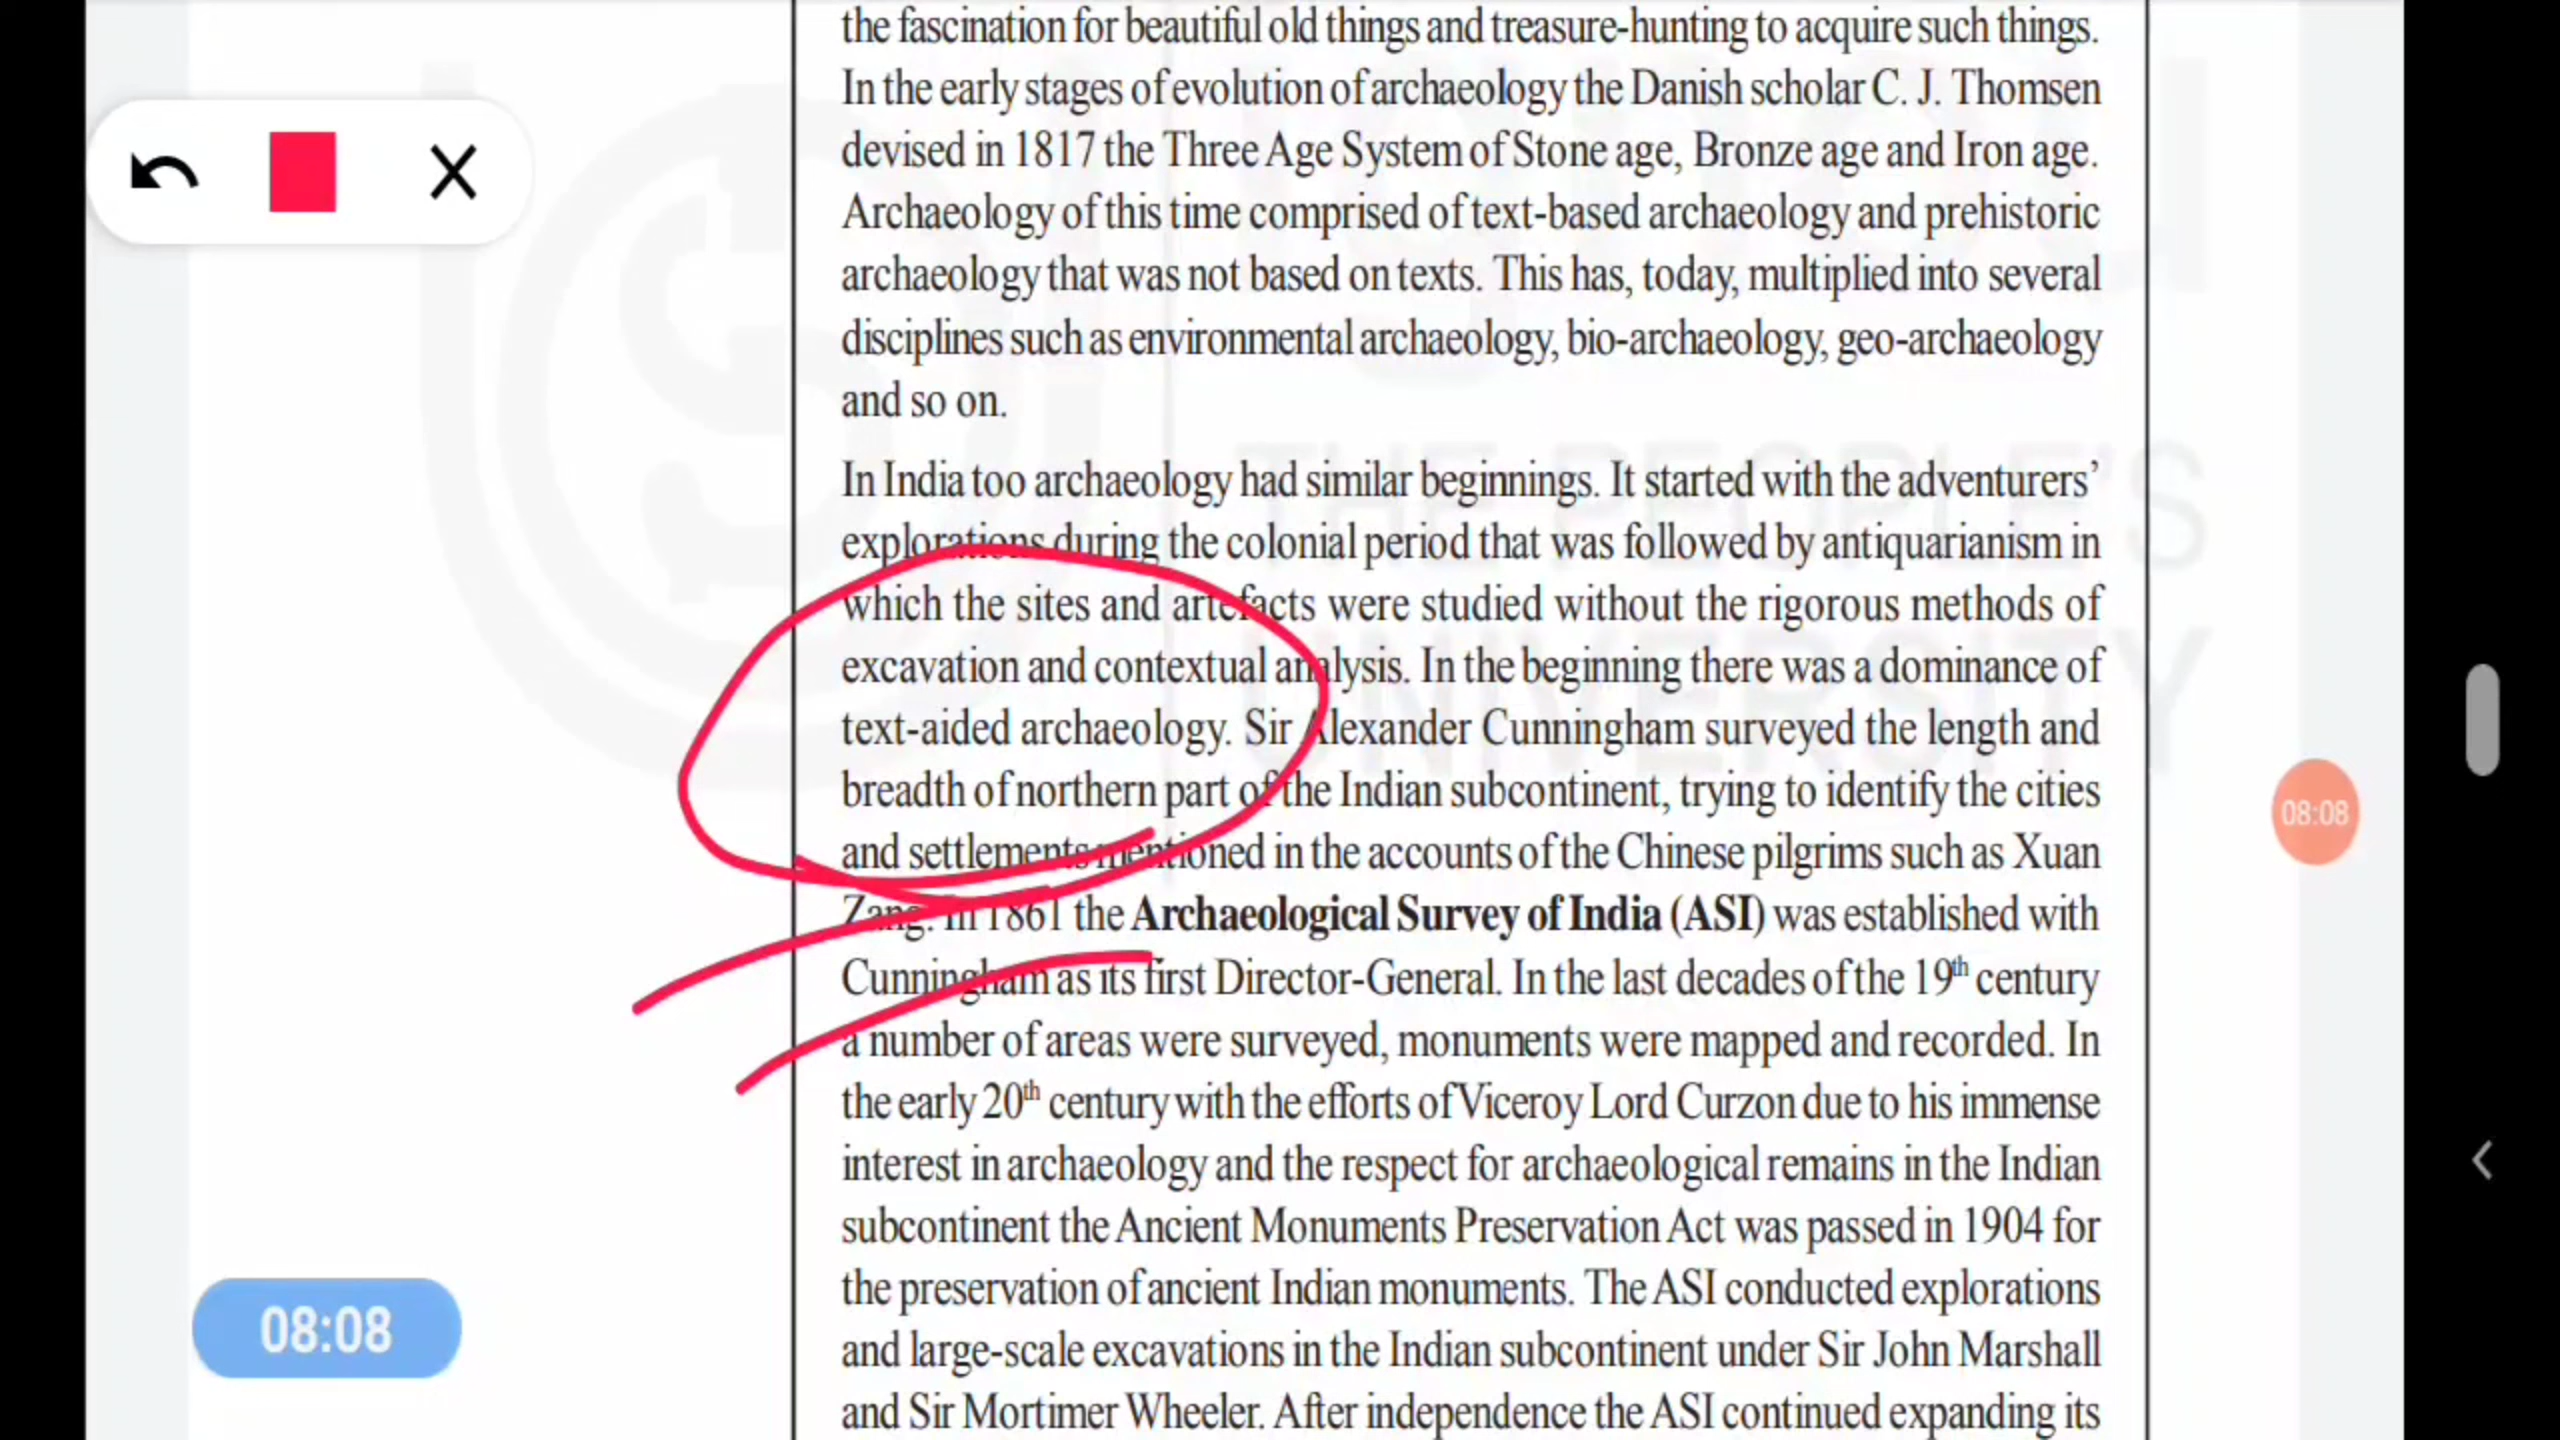 the fascination for beautiful old things and treasure-hunting to acquire such things.
In the early stages of evolution of archaeology the Danish scholar C. J. Thomsen
devised in 1817 the Three Age System of Stone age, Bronze age and Iron age.
Archaeology of this time comprised of text-based archaeology and prehistoric
archaeology that was not based on texts. This has, today, multiplied into several
disciplines such as environmental archaeology, bio-archaeology, geo-archaeology
and so on.
In India too archaeology had similar beginnings. It started with the adventurers’
explorations during the colonial period that was followed by antiquarianism in
which the sites and artefacts were studied without the rigorous methods of
excavation and contextual analysis. In the beginning there was a dominance of
text-aided archaeology. Sir Alexander Cunningham surveyed the length and
breadth of northern part of the Indian subcontinent, trying to identify the cities
and settlements mentioned in the accounts of the Chinese pilgrims such as Xuan
Zang. In 1861 the Archaeological Survey of India (ASI) was established with
Cunningham as its first Director-General. In the last decades of the 19th century
a number of areas were surveyed, monuments were mapped and recorded. In
the early 20th century with the efforts of Viceroy Lord Curzon due to his immense
interest in archaeology and the respect for archaeological remains in the Indian
subcontinent the Ancient Monuments Preservation Act was passed in 1904 for
the preservation of ancient Indian monuments. The ASI conducted explorations
and large-scale excavations in the Indian subcontinent under Sir John Marshall
and Sir Mortimer Wheeler. After independence the ASI continued expanding its
08:08
08:08
ignou
THE PEOPLE'S
UNIVERSITY